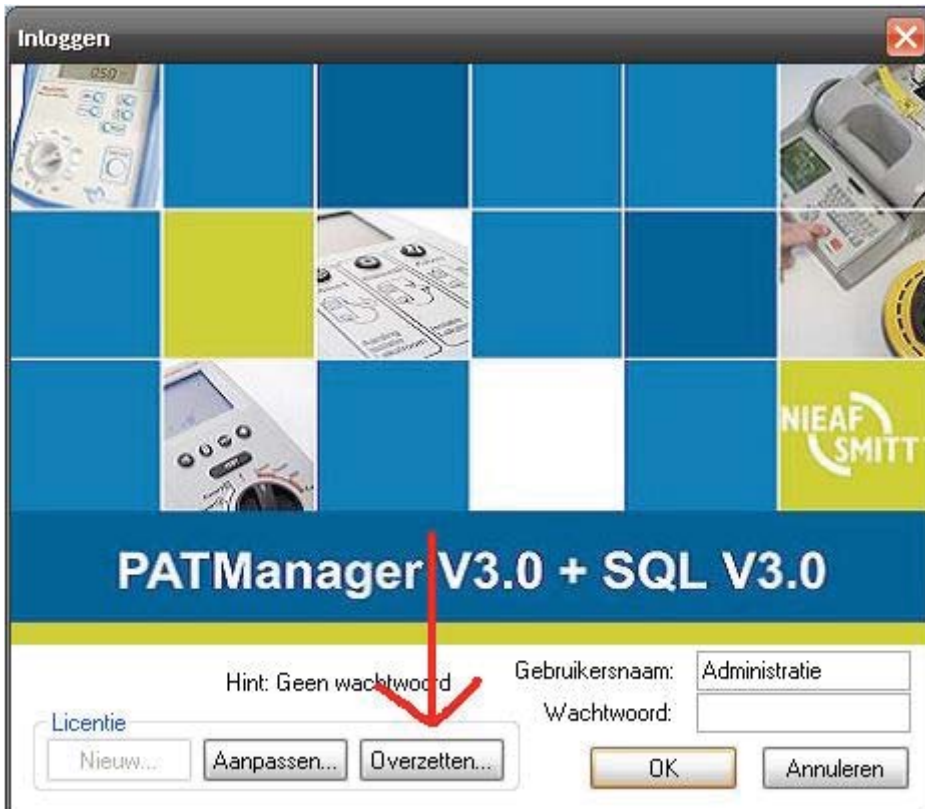 Inloggen
050
NIEAF
SMITT
PATManager V3.0 + SQL V3.0
Hint: Geen wachtwoord
Gebruikersnaam:
Administratie
Wachtwoord:
Licentie
Nieuw...
Aanpassen...
Overzetten...
OK
Annuleren